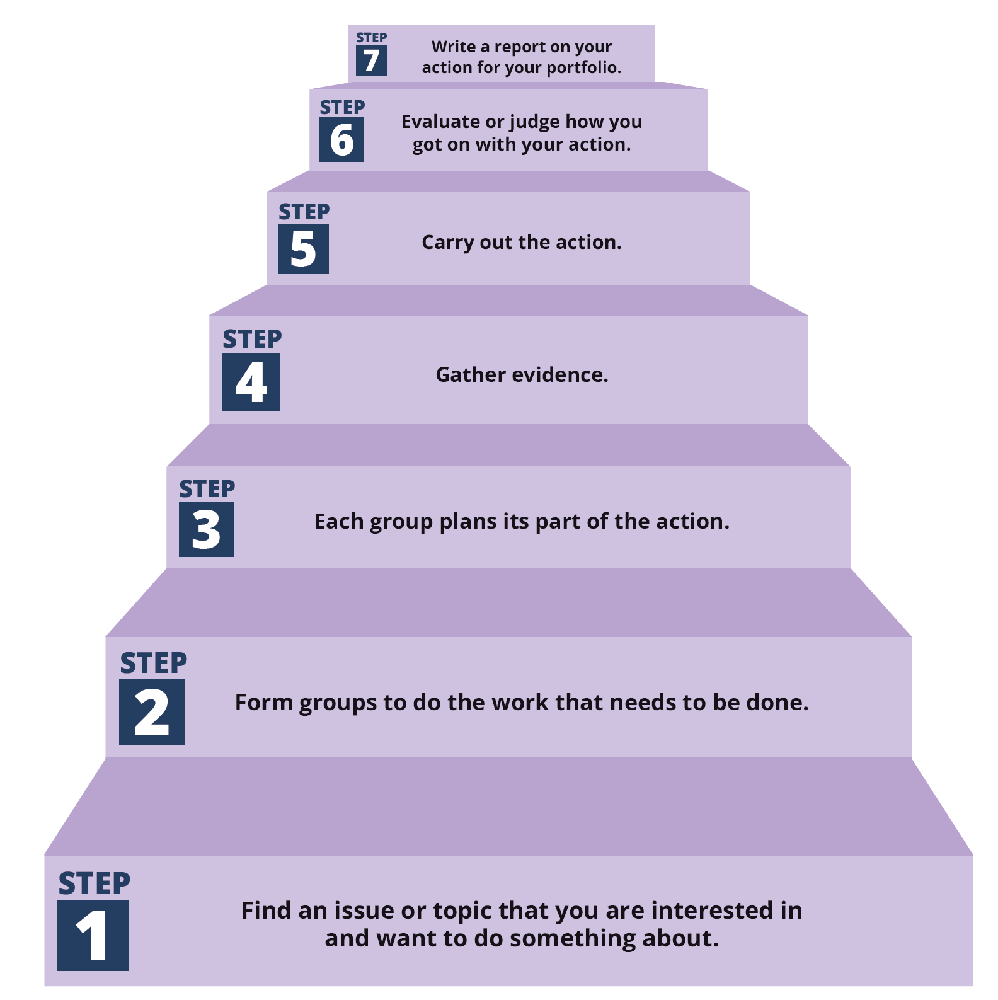 STEP
7
Write a report on your
action for your portfolio.
STEP
6
Evaluate or judge how you
got on with your action.
STEP
5
Carry out the action.
STEP
4
Gather evidence.
STEP
3
Each group plans its part of the action.
STEP
2
Form groups to do the work that needs to be done.
STEP
1
Find an issue or topic that you are interested in
and want to do something about.